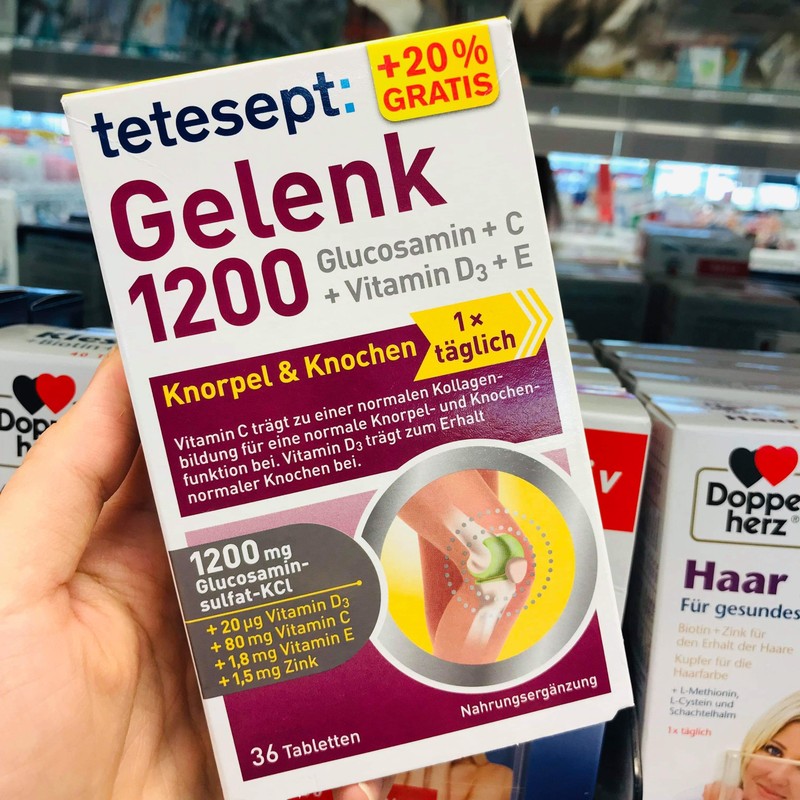 tetesept:
+20%
GRATIS
Gelenk
1200
Glucosamin + C
+ Vitamin D₃ + E
Knorpel & Knochen
1×
täglich
Vitamin C trägt zu einer normalen Kollagen-
bildung für eine normale Knorpel- und Knochen-
funktion bei. Vitamin D₃ trägt zum Erhalt
normaler Knochen bei.
1200 mg
Glucosamin-
sulfat-KCl
+ 20 µg Vitamin D₃
+ 80 mg Vitamin C
+ 1,8 mg Vitamin E
+ 1,5 mg Zink
Nahrungsergänzung
36 Tabletten
Doppel
herz®
Haar
Für gesundes
Biotin + Zink für
den Erhalt der Haare
Kupfer für die
Haarfarbe
+ L-Methionin,
L-Cystein und
Schachtelhalm
1x täglich
Haar